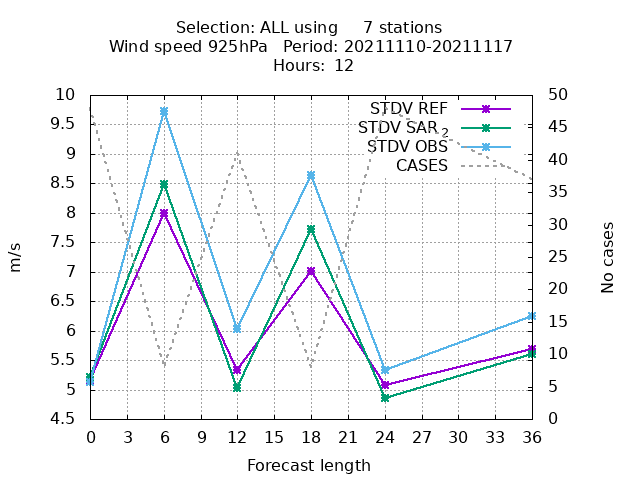 Selection: ALL using 7 stations
Wind speed 925hPa Period: 20211110-20211117
Hours: 12
STDV REF
STDV SAR 2
STDV OBS
CASES
10
9.5
9
8.5
8
7.5
7
6.5
6
5.5
5
4.5
m/s
50
45
40
35
30
25
20
15
10
5
0
No cases
0 3 6 9 12 15 18 21 24 27 30 33 36
Forecast length